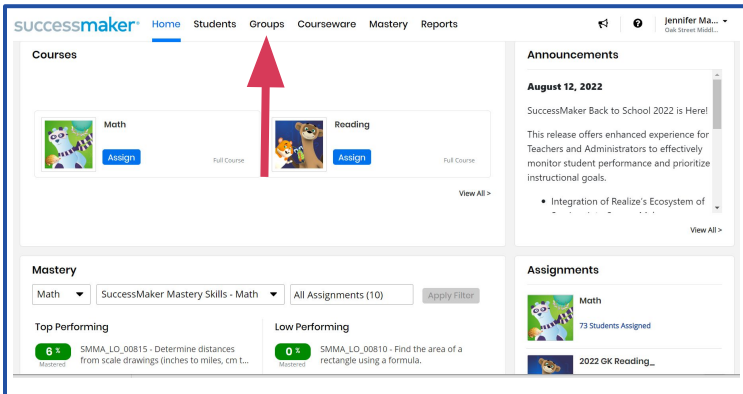 successmaker Home Students Groups Courseware Mastery Reports Jennifer Ma...
Oak Street Middl...
Courses
Math
Assign
Full Course
Reading
Assign
Full Course
View All >
Announcements
August 12, 2022
SuccessMaker Back to School 2022 is Here!
This release offers enhanced experience for
Teachers and Administrators to effectively
monitor student performance and prioritize
instructional goals.
• Integration of Realize's Ecosystem of
View All >
Mastery
Math SuccessMaker Mastery Skills - Math All Assignments (10) Apply Filter
Top Performing
6 %
Mastered
SMMA_LO_00815 - Determine distances
from scale drawings (inches to miles, cm t...
Low Performing
0 %
Mastered
SMMA_LO_00810 - Find the area of a
rectangle using a formula.
Assignments
Math
73 Students Assigned
2022 GK Reading_